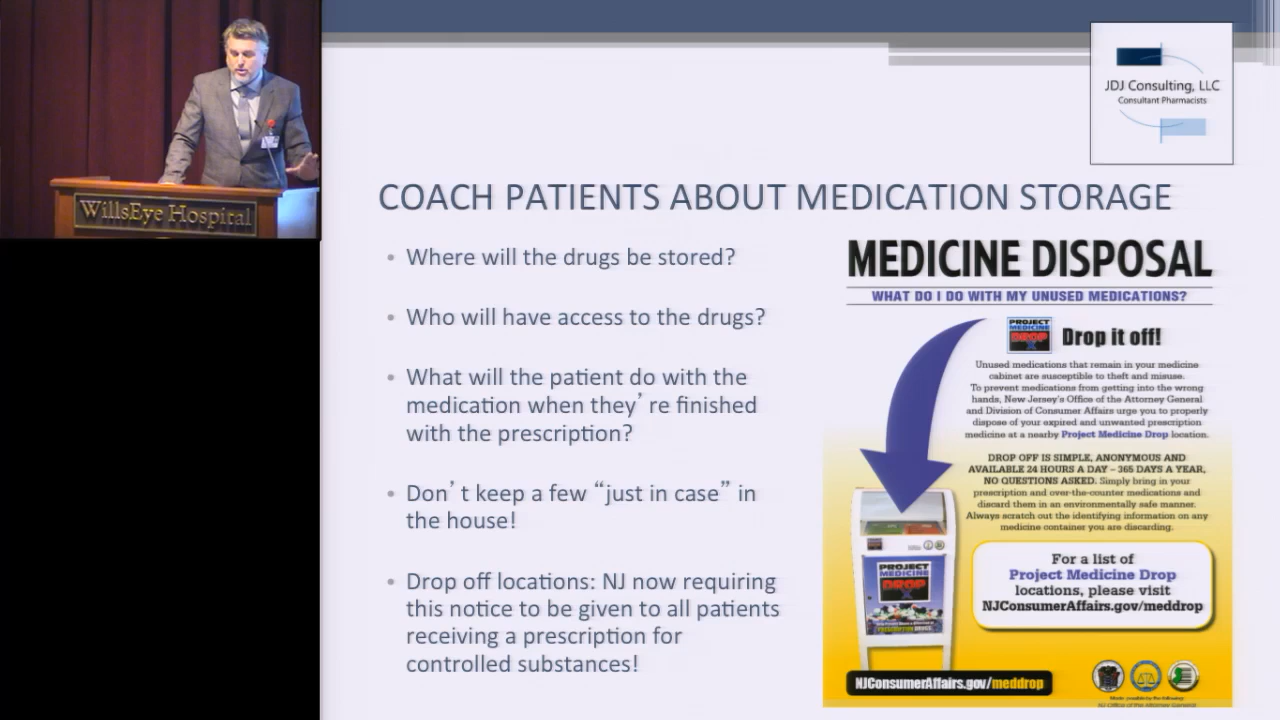 WillsEye Hospital
JDJ Consulting, LLC
Consultant Pharmacists
COACH PATIENTS ABOUT MEDICATION STORAGE
• Where will the drugs be stored?
• Who will have access to the drugs?
• What will the patient do with the
medication when they’re finished
with the prescription?
• Don’t keep a few “just in case” in
the house!
• Drop off locations: NJ now requiring
this notice to be given to all patients
receiving a prescription for
controlled substances!
MEDICINE DISPOSAL
WHAT DO I DO WITH MY UNUSED MEDICATIONS?
PROJECT
MEDICINE
DROP
Drop it off!
Unused medications that remain in your medicine
cabinet are susceptible to theft and misuse.
To prevent medications from getting into the wrong
hands, New Jersey's Office of the Attorney General
and Division of Consumer Affairs urge you to properly
dispose of your expired and unwanted prescription
medicine at a nearby Project Medicine Drop location.
DROP OFF IS SIMPLE, ANONYMOUS AND
AVAILABLE 24 HOURS A DAY – 365 DAYS A YEAR,
NO QUESTIONS ASKED. Simply bring in your
prescription and over-the-counter medications and
discard them in an environmentally safe manner.
Always scratch out the identifying information on any
medicine container you are discarding.
PROJECT
MEDICINE
DROP
For a list of
Project Medicine Drop
locations, please visit
NJConsumerAffairs.gov/meddrop
NJConsumerAffairs.gov/meddrop